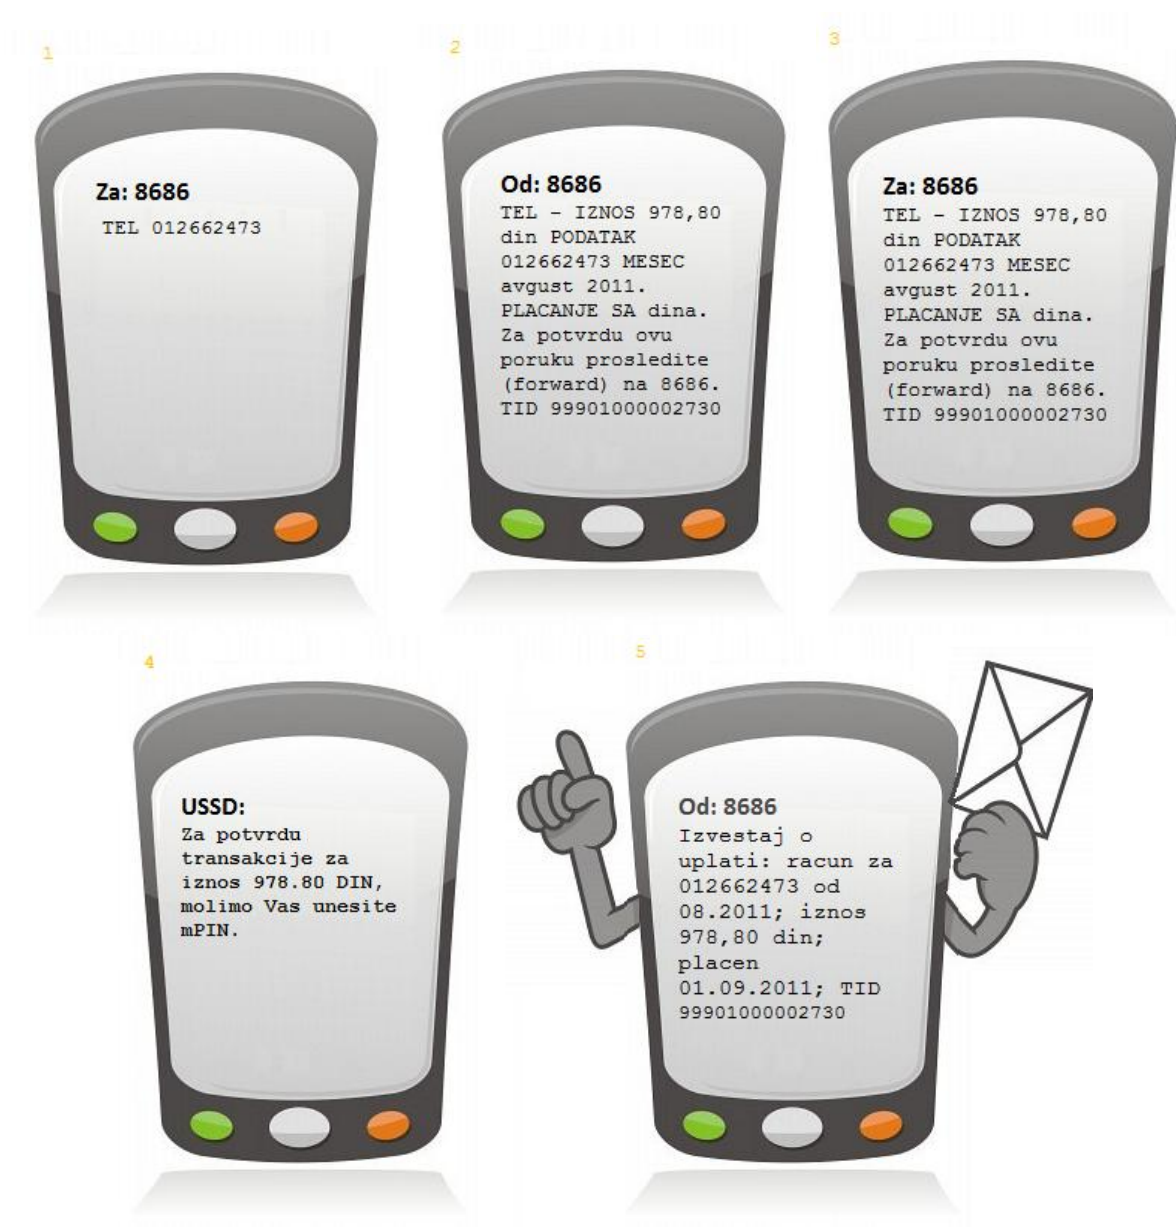 1
Za: 8686
TEL 012662473
2
Od: 8686
TEL – IZNOS 978,80
din PODATAK
012662473 MESEC
avgust 2011.
PLACANJE SA dina.
Za potvrdu ovu
poruku prosledite
(forward) na 8686.
TID 99901000002730
3
Za: 8686
TEL – IZNOS 978,80
din PODATAK
012662473 MESEC
avgust 2011.
PLACANJE SA dina.
Za potvrdu ovu
poruku prosledite
(forward) na 8686.
TID 99901000002730
4
USSD:
Za potvrdu
transakcije za
iznos 978.80 DIN,
molimo Vas unesite
mPIN.
5
Od: 8686
Izvestaj o
uplati: racun za
012662473 od
08.2011; iznos
978,80 din;
placen
01.09.2011; TID
99901000002730